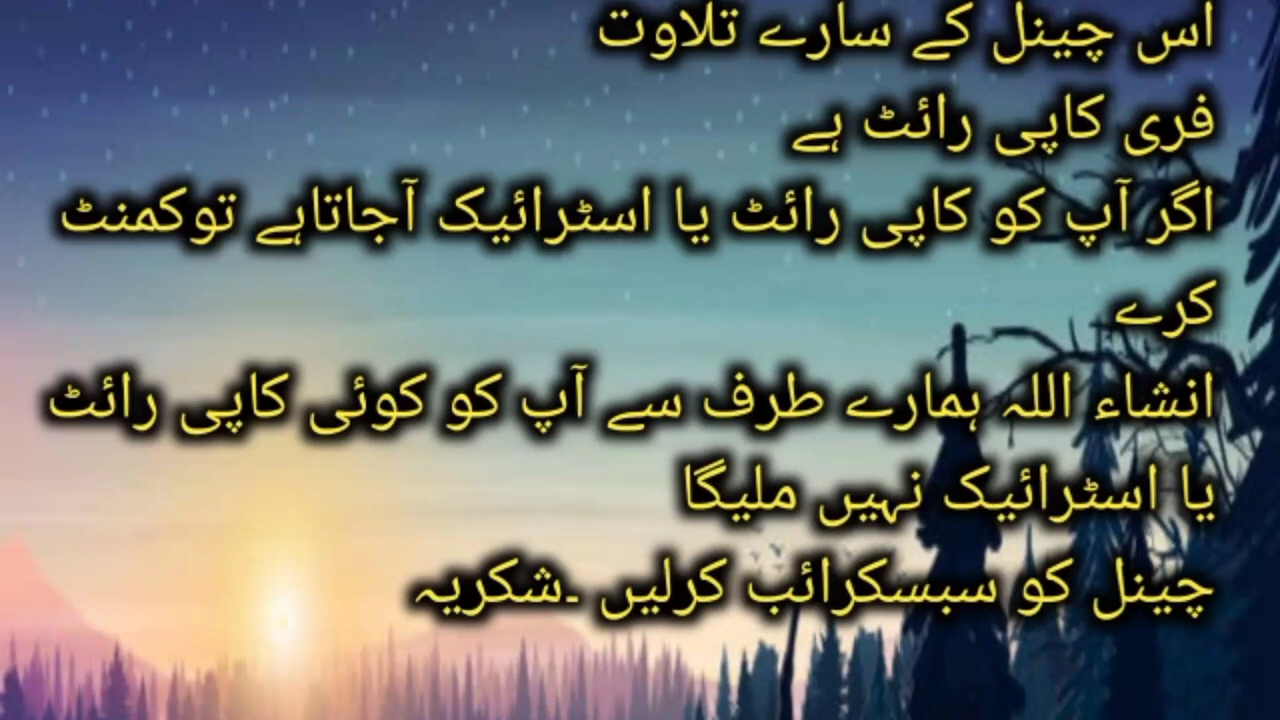 اس چینل کے سارے تلاوت
فری کاپی رائٹ ہے
اگر آپ کو کاپی رائٹ یا اسٹرائیک آجاتاہے توکمنٹ
کرے
انشاء اللہ ہمارے طرف سے آپ کو کوئی کاپی رائٹ
یا اسٹرائیک نہیں ملیگا
چینل کو سبسکرائب کرلیں ۔شکریہ